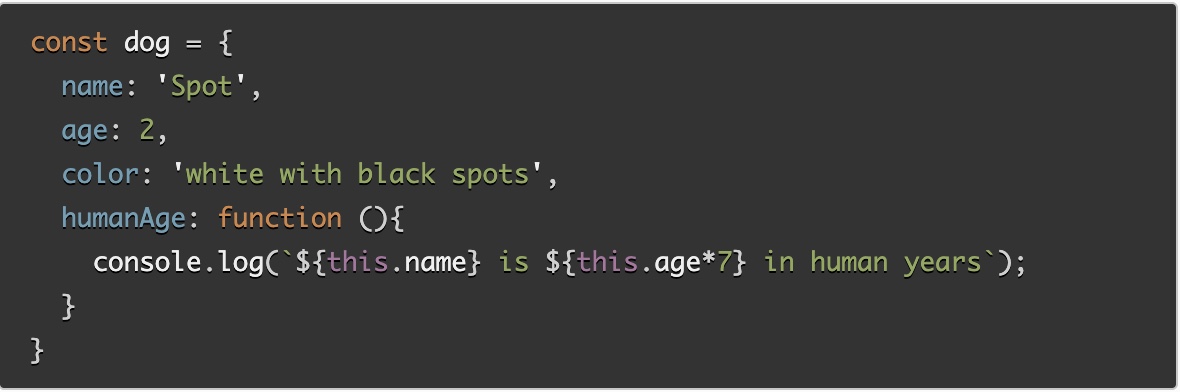 const dog = {
  name: 'Spot',
  age: 2,
  color: 'white with black spots',
  humanAge: function (){
    console.log(`${this.name} is ${this.age*7} in human years`);
  }
}